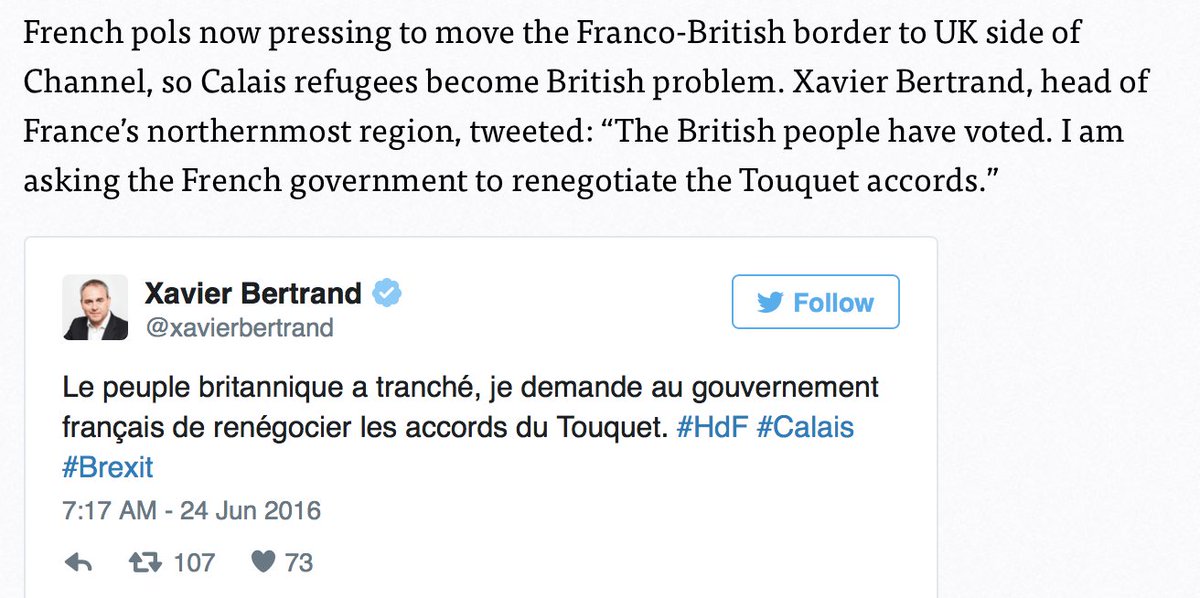 French pols now pressing to move the Franco-British border to UK side of
Channel, so Calais refugees become British problem. Xavier Bertrand, head of
France’s northernmost region, tweeted: “The British people have voted. I am
asking the French government to renegotiate the Touquet accords.”
Xavier Bertrand
Follow
@xavierbertrand
Le peuple britannique a tranché, je demande au gouvernement
français de renégocier les accords du Touquet. #HdF #Calais
#Brexit
7:17 AM - 24 Jun 2016
107 73